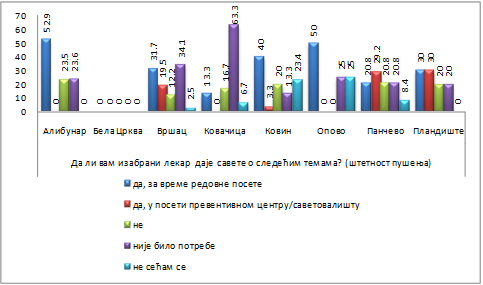 70
60
50
40
30
20
10
0
52.9 0 23.5 23.6 0
0 0 0 0
31.7 19.5 12.2 34.1 2.5
13.3 0 16.7 63.3 6.7
40 3.3 20 13.3 23.4
50 0 0 25 25
20.8 29.2 20.8 20.8 8.4
30 30 20 20 0
Алибунар Бела Црква Вршац Ковачица Ковин Опово Панчево Пландиште
Да ли вам изабрани лекар даје савете о следећим темама? (штетност пушења)
да, за време редовне посете
да, у посети превентивном центру/саветовалишту
не
није било потребе
не сећам се